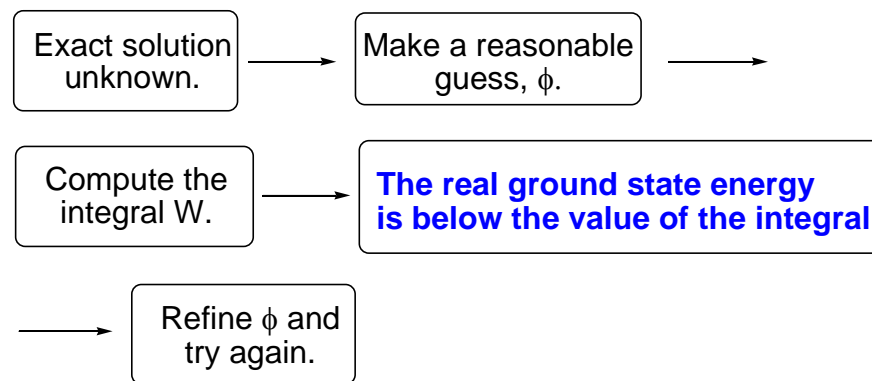 Exact solution
unknown.
Make a reasonable
guess, ϕ.
Compute the
integral W.
The real ground state energy
is below the value of the integral
Refine ϕ and
try again.